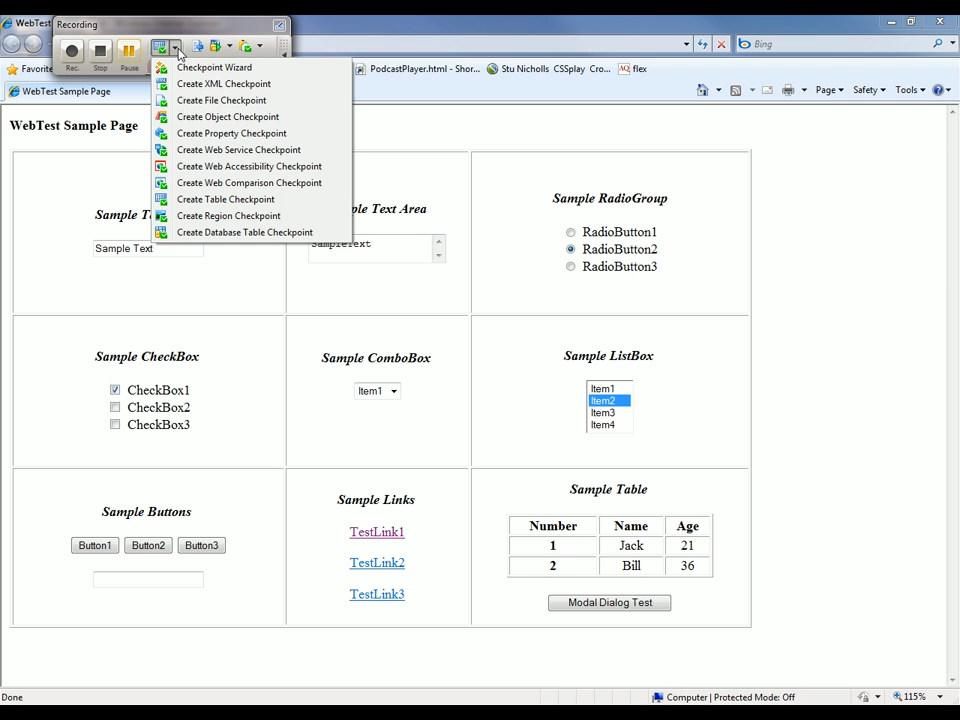 WebTest
Recording
Rec.
Stop
Pause
Bing
Favorite
PodcastPlayer.html - Shor...
Stu Nicholls CSSplay Cro...
flex
WebTest Sample Page
Page
Safety
Tools
Checkpoint Wizard
Create XML Checkpoint
Create File Checkpoint
Create Object Checkpoint
Create Property Checkpoint
Create Web Service Checkpoint
Create Web Accessibility Checkpoint
Create Web Comparison Checkpoint
Create Table Checkpoint
Create Region Checkpoint
Create Database Table Checkpoint
WebTest Sample Page
Sample T
Sample Text
ple Text Area
SampleText
Sample RadioGroup
RadioButton1
RadioButton2
RadioButton3
Sample CheckBox
CheckBox1
CheckBox2
CheckBox3
Sample ComboBox
Item1
Sample ListBox
Item1
Item2
Item3
Item4
Sample Buttons
Button1 Button2 Button3
Sample Links
TestLink1
TestLink2
TestLink3
Sample Table
Number Name Age
1 Jack 21
2 Bill 36
Modal Dialog Test
Done
Computer | Protected Mode: Off
115%